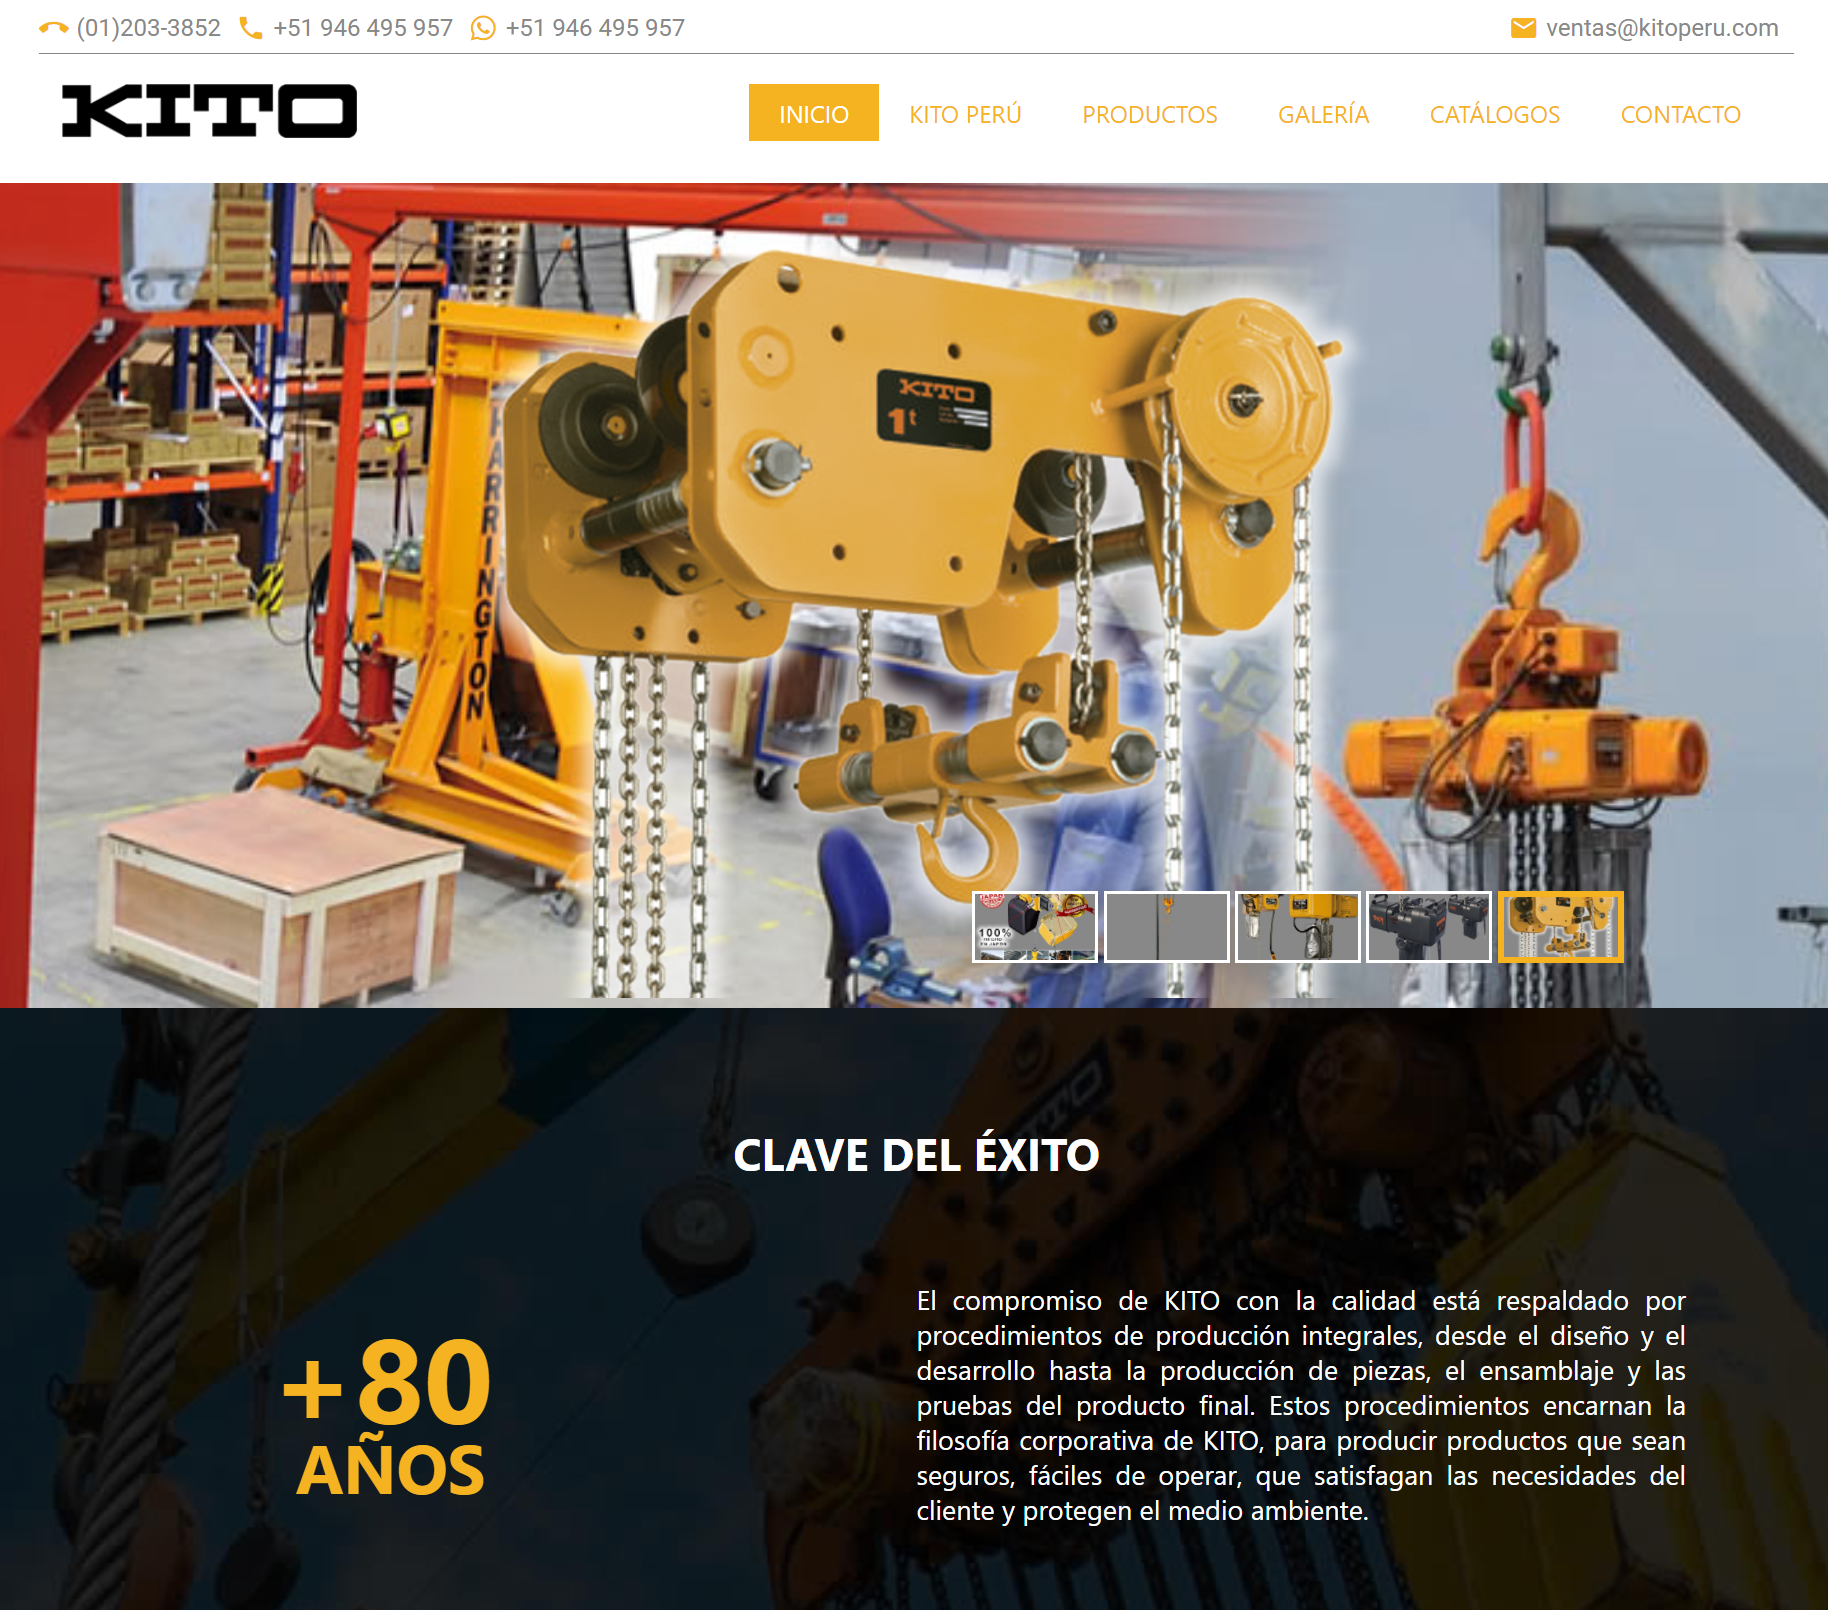 (01)203-3852 +51 946 495 957 +51 946 495 957 ventas@kitoperu.com
KITO
INICIO KITO PERÚ PRODUCTOS GALERÍA CATÁLOGOS CONTACTO
KITO
1t
FARRINGTON
100%
KITO
CLAVE DEL ÉXITO
+80
AÑOS
El compromiso de KITO con la calidad está respaldado por
procedimientos de producción integrales, desde el diseño y el
desarrollo hasta la producción de piezas, el ensamblaje y las
pruebas del producto final. Estos procedimientos encarnan la
filosofía corporativa de KITO, para producir productos que sean
seguros, fáciles de operar, que satisfagan las necesidades del
cliente y protegen el medio ambiente.